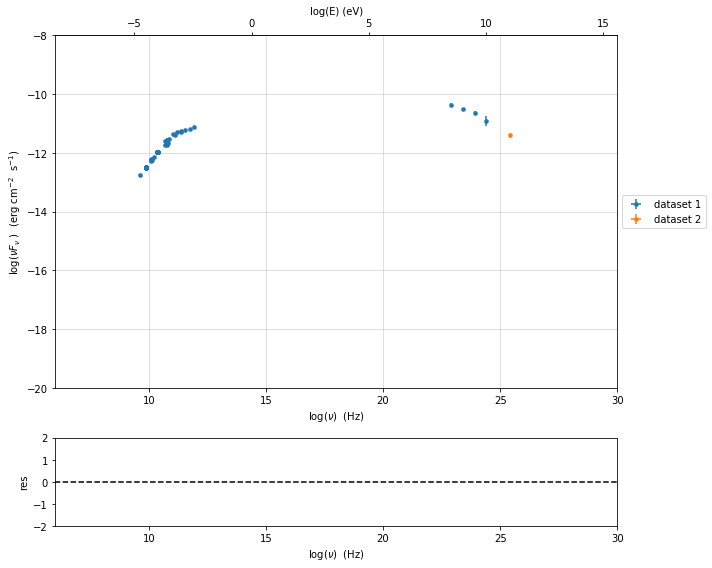 log(E) (eV)
−5 0 5 10 15
−8
−10
−12
−14
−16
−18
−20
log(νFν ) (erg cm−2 s−1)
10 15 20 25 30
log(ν) (Hz)
dataset 1
dataset 2
2
1
0
−1
−2
res
10 15 20 25 30
log(ν) (Hz)